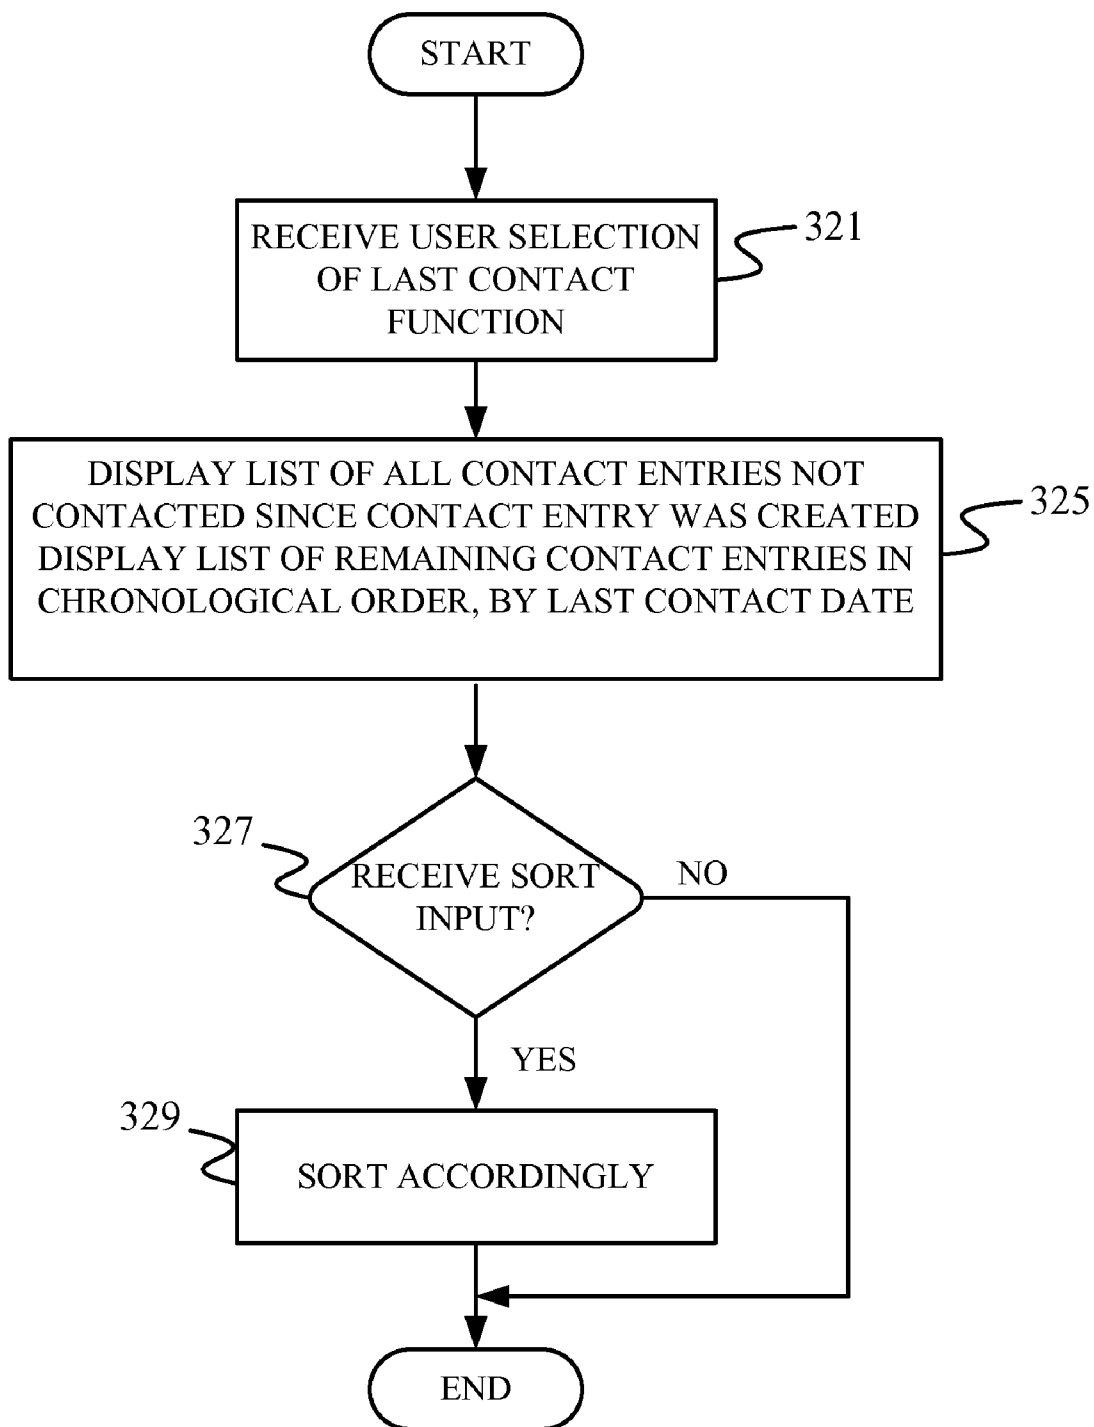 START
RECEIVE USER SELECTION
OF LAST CONTACT
FUNCTION
321
DISPLAY LIST OF ALL CONTACT ENTRIES NOT
CONTACTED SINCE CONTACT ENTRY WAS CREATED
DISPLAY LIST OF REMAINING CONTACT ENTRIES IN
CHRONOLOGICAL ORDER, BY LAST CONTACT DATE
325
327
RECEIVE SORT
INPUT?
NO
YES
329
SORT ACCORDINGLY
END